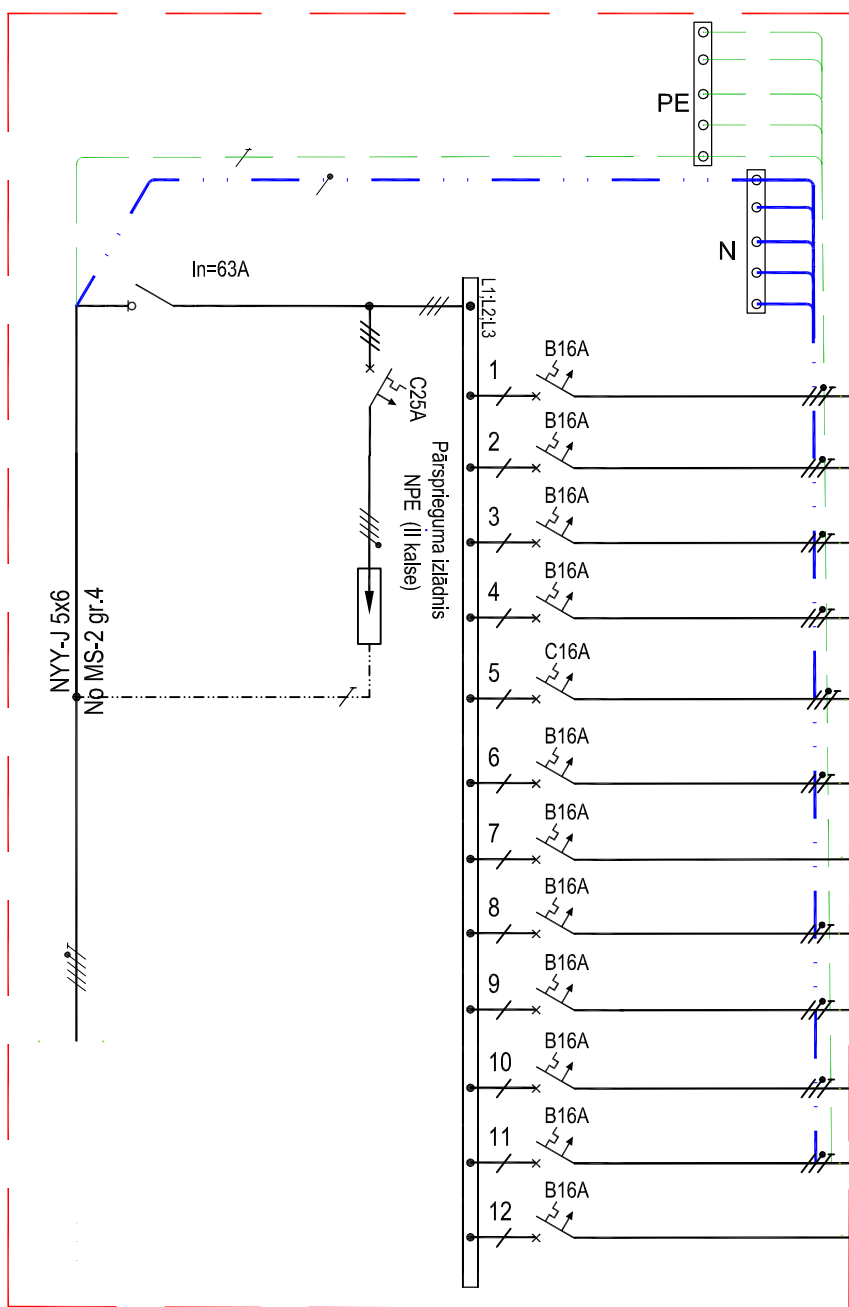 PE
N
In=63A
L1;L2;L3
C25A
Pārsprieguma izlādnis
NPE (II kalse)
NYY-J 5x6
No MS-2 gr.4
1
B16A
2
B16A
3
B16A
4
B16A
5
C16A
6
B16A
7
B16A
8
B16A
9
B16A
10
B16A
11
B16A
12
B16A